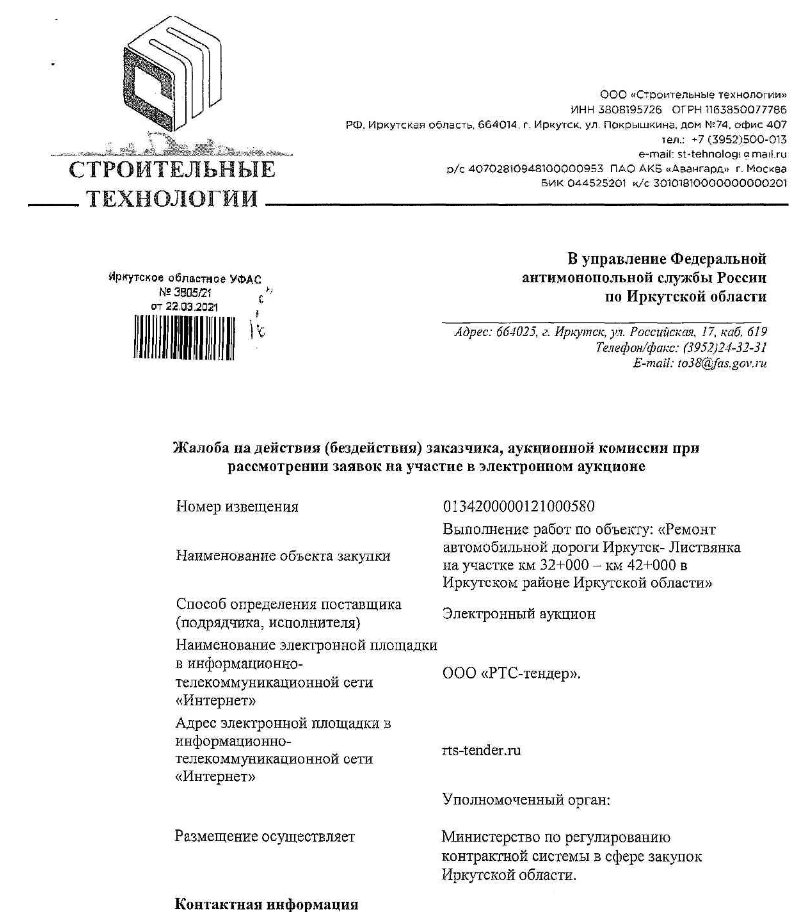 СТРОИТЕЛЬНЫЕ
ТЕХНОЛОГИИ
ООО «Строительные технологии»
ИНН 3808195726 ОГРН 1163850077786
РФ, Иркутская область, 664014, г. Иркутск, ул. Покрышкина, дом №74, офис 407
тел.: +7 (3952)500-013
e-mail: st-tehnologi@mail.ru
р/с 40702810948100000953 ПАО АКБ «Авангард» г. Москва
БИК 044525201 к/с 30101810000000000201
Иркутское областное УФАС
№ 3805/21
от 22.03.2021
В управление Федеральной
антимонопольной службы России
по Иркутской области
Адрес: 664025, г. Иркутск, ул. Российская, 17, каб. 619
Телефон/факс: (3952)24-32-31
E-mail: to38@fas.gov.ru
Жалоба на действия (бездействия) заказчика, аукционной комиссии при
рассмотрении заявок на участие в электронном аукционе
Номер извещения
0134200000121000580
Наименование объекта закупки
Выполнение работ по объекту: «Ремонт
автомобильной дороги Иркутск- Листвянка
на участке км 32+000 – км 42+000 в
Иркутском районе Иркутской области»
Способ определения поставщика
(подрядчика, исполнителя)
Электронный аукцион
Наименование электронной площадки
в информационно-
телекоммуникационной сети
«Интернет»
ООО «РТС-тендер».
Адрес электронной площадки в
информационно-
телекоммуникационной сети
«Интернет»
rts-tender.ru
Размещение осуществляет
Уполномоченный орган:
Министерство по регулированию
контрактной системы в сфере закупок
Иркутской области.
Контактная информация